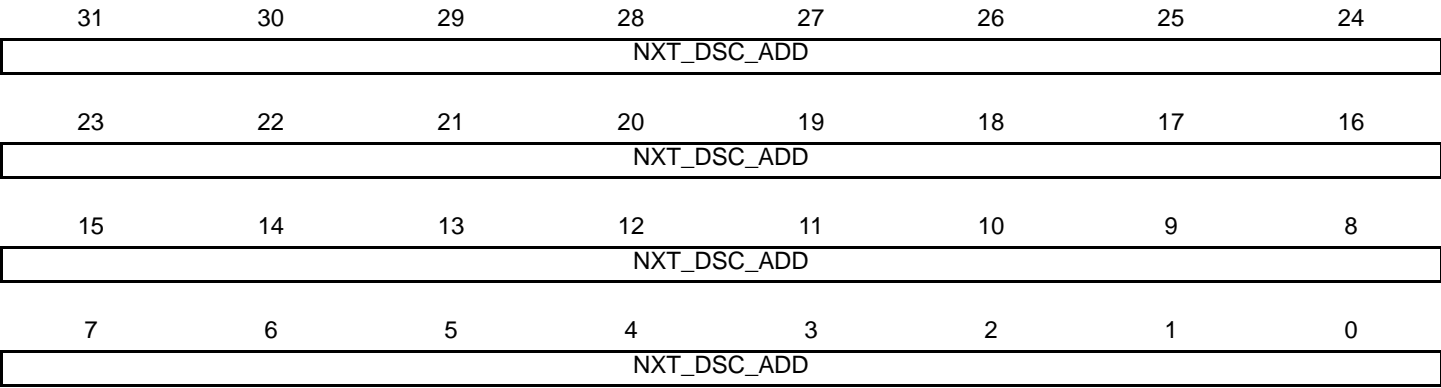 31 30 29 28 27 26 25 24
NXT_DSC_ADD
23 22 21 20 19 18 17 16
NXT_DSC_ADD
15 14 13 12 11 10 9 8
NXT_DSC_ADD
7 6 5 4 3 2 1 0
NXT_DSC_ADD